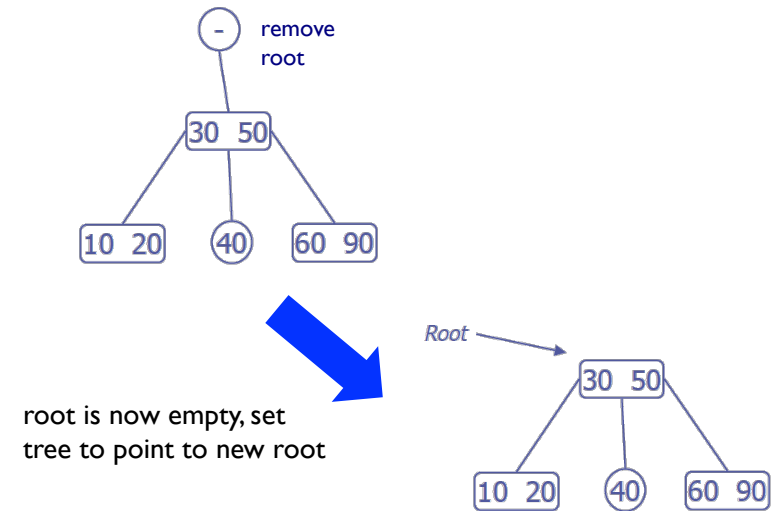 - remove
root
30 50
10 20 40 60 90
Root
30 50
root is now empty, set
tree to point to new root
10 20 40 60 90